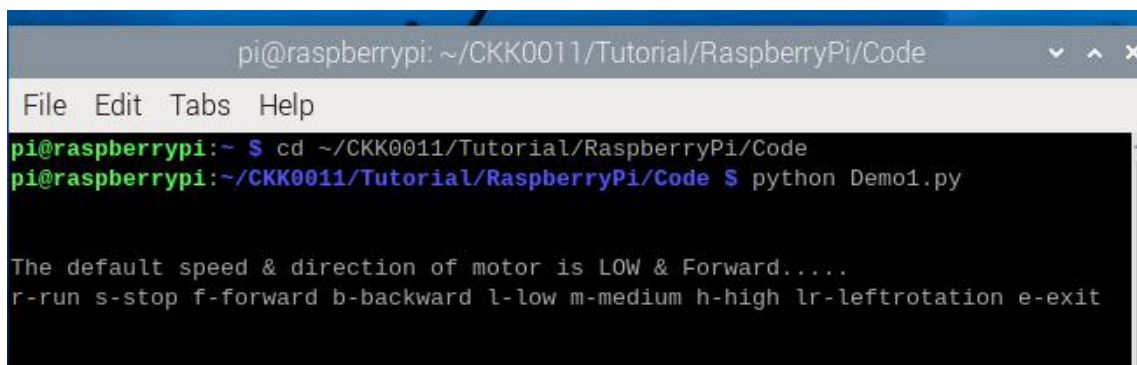 pi@raspberrypi: ~/CKK0011/Tutorial/RaspberryPi/Code
File Edit Tabs Help
pi@raspberrypi:~ $ cd ~/CKK0011/Tutorial/RaspberryPi/Code
pi@raspberrypi:~/CKK0011/Tutorial/RaspberryPi/Code $ python Demo1.py
The default speed & direction of motor is LOW & Forward.....
r-run s-stop f-forward b-backward l-low m-medium h-high lr-leftrotation e-exit